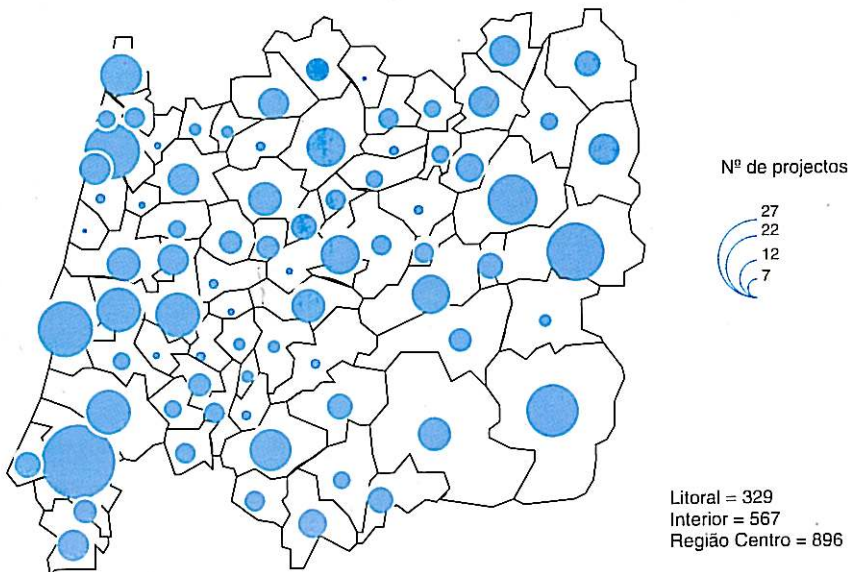 Nº de projectos
27
22
12
7
Litoral = 329
Interior = 567
Região Centro = 896